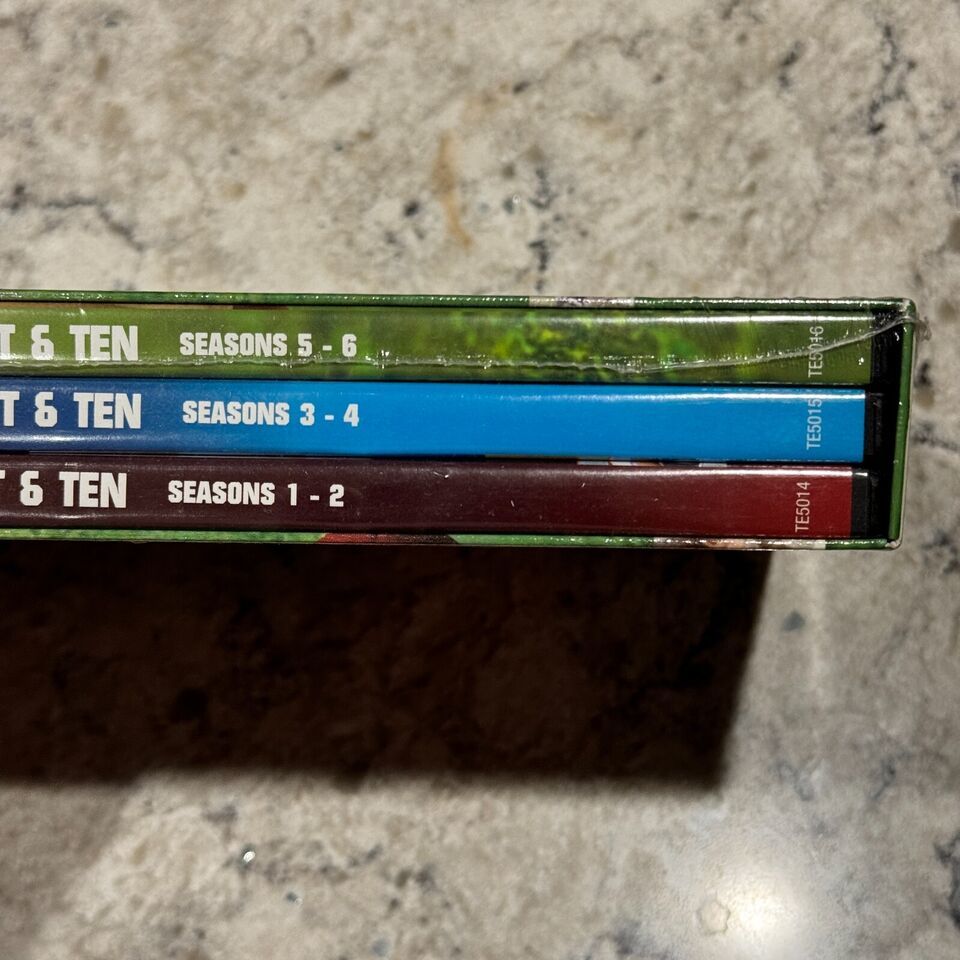 T & TEN SEASONS 5 - 6 TE5016
T & TEN SEASONS 3 - 4 TE5015
T & TEN SEASONS 1 - 2 TE5014